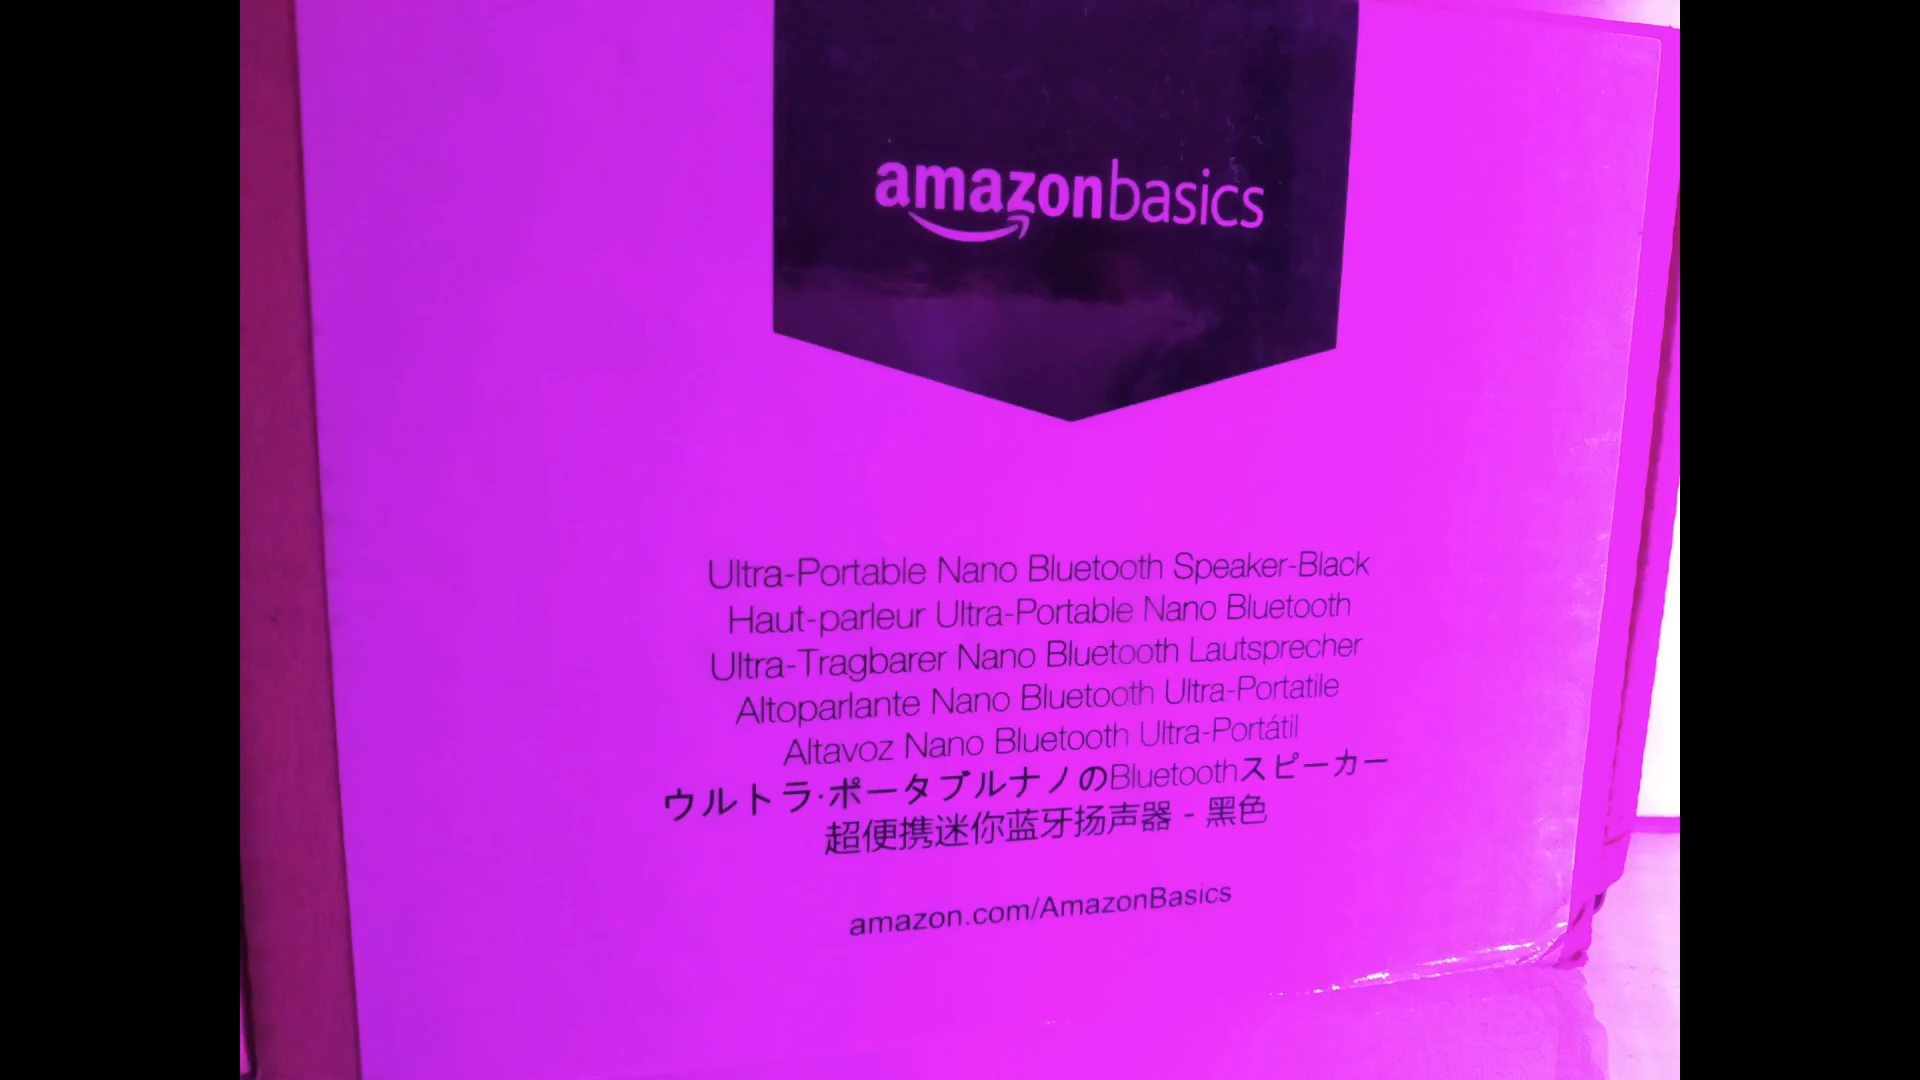 amazonbasics
Ultra-Portable Nano Bluetooth Speaker-Black
Haut-parleur Ultra-Portable Nano Bluetooth
Ultra-Tragbarer Nano Bluetooth Lautsprecher
Altoparlante Nano Bluetooth Ultra-Portatile
Altavoz Nano Bluetooth Ultra-Portátil
ウルトラ·ポータブルナノのBluetoothスピーカー
超便携迷你蓝牙扬声器 - 黑色
amazon.com/AmazonBasics